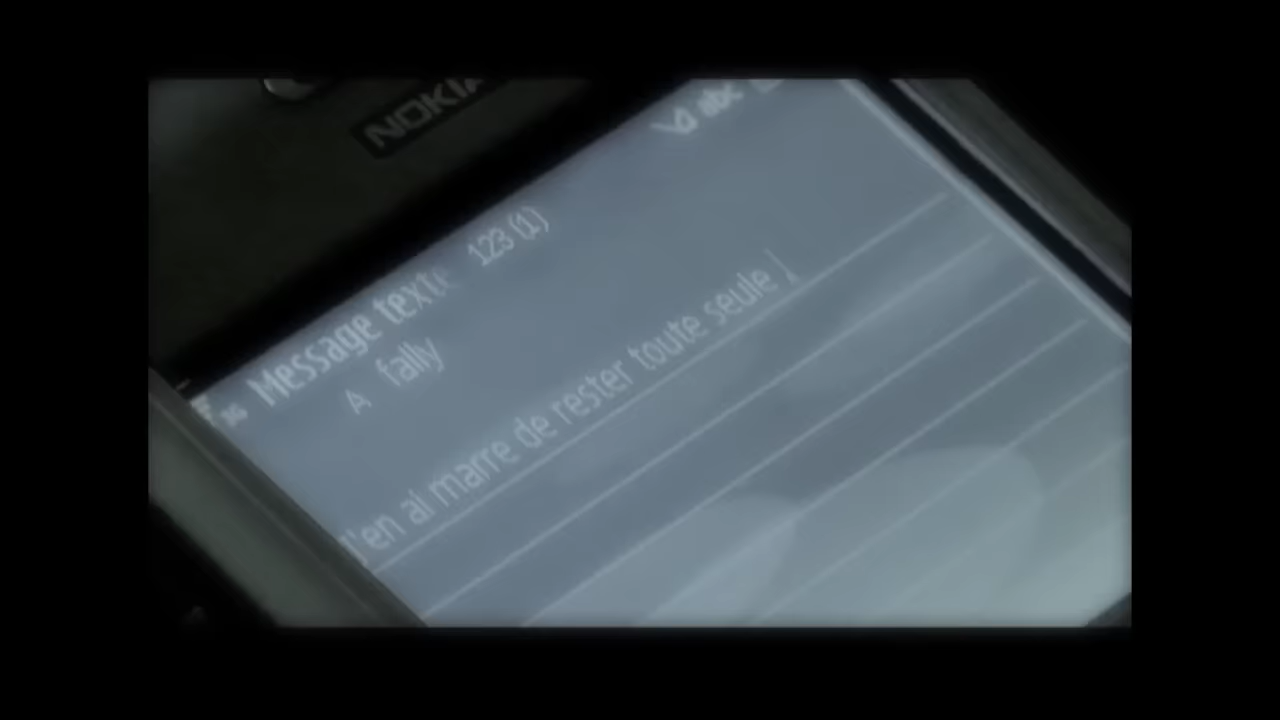 NOKIA
abc
Message texte 123 (1)
A fally
J'en ai marre de rester toute seule